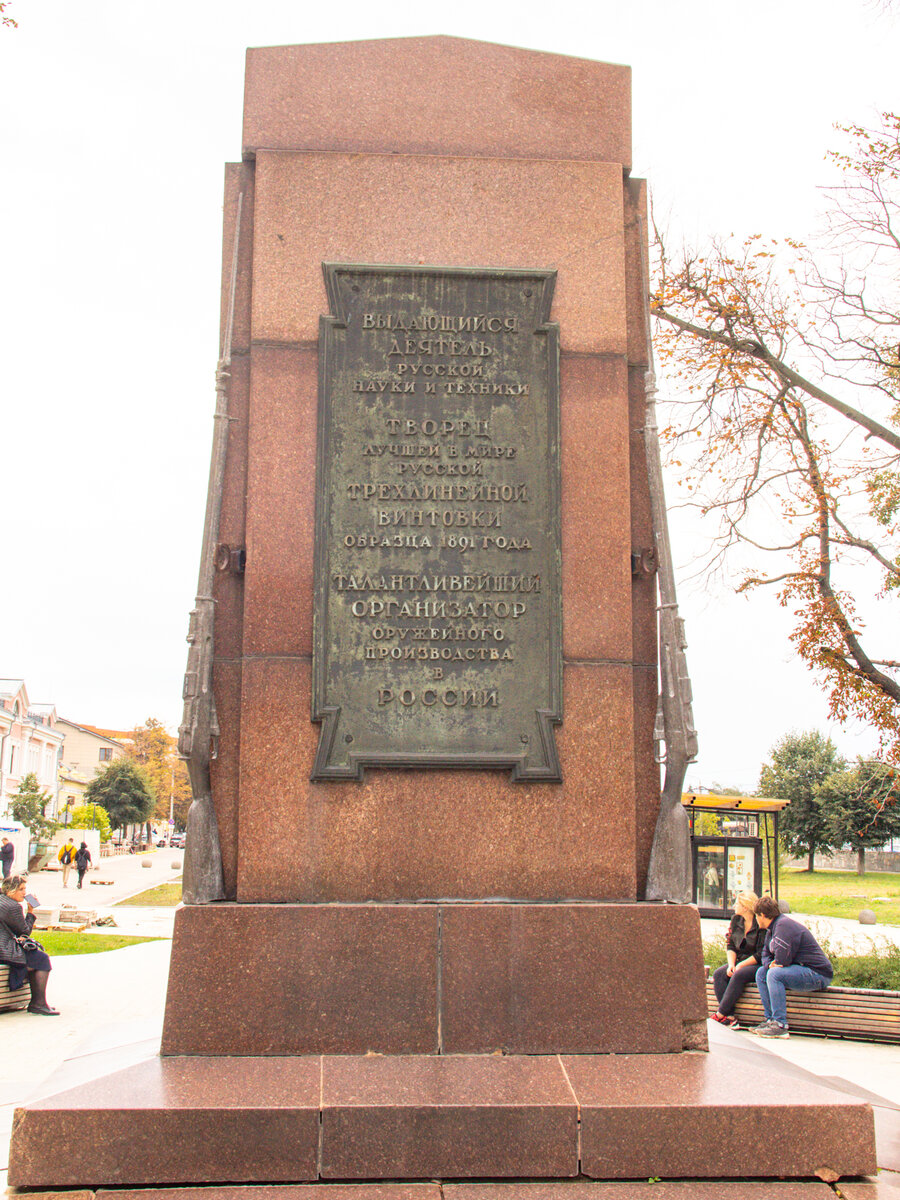 ВЫДАЮЩИЙСЯ
ДЕЯТЕЛЬ
РУССКОЙ
НАУКИ И ТЕХНИКИ
ТВОРЕЦ
ЛУЧШЕЙ В МИРЕ
РУССКОЙ
ТРЕХЛИНЕЙНОЙ
ВИНТОВКИ
ОБРАЗЦА 1891 ГОДА
ТАЛАНТЛИВЕЙШИЙ
ОРГАНИЗАТОР
ОРУЖЕЙНОГО
ПРОИЗВОДСТВА
В
РОССИИ